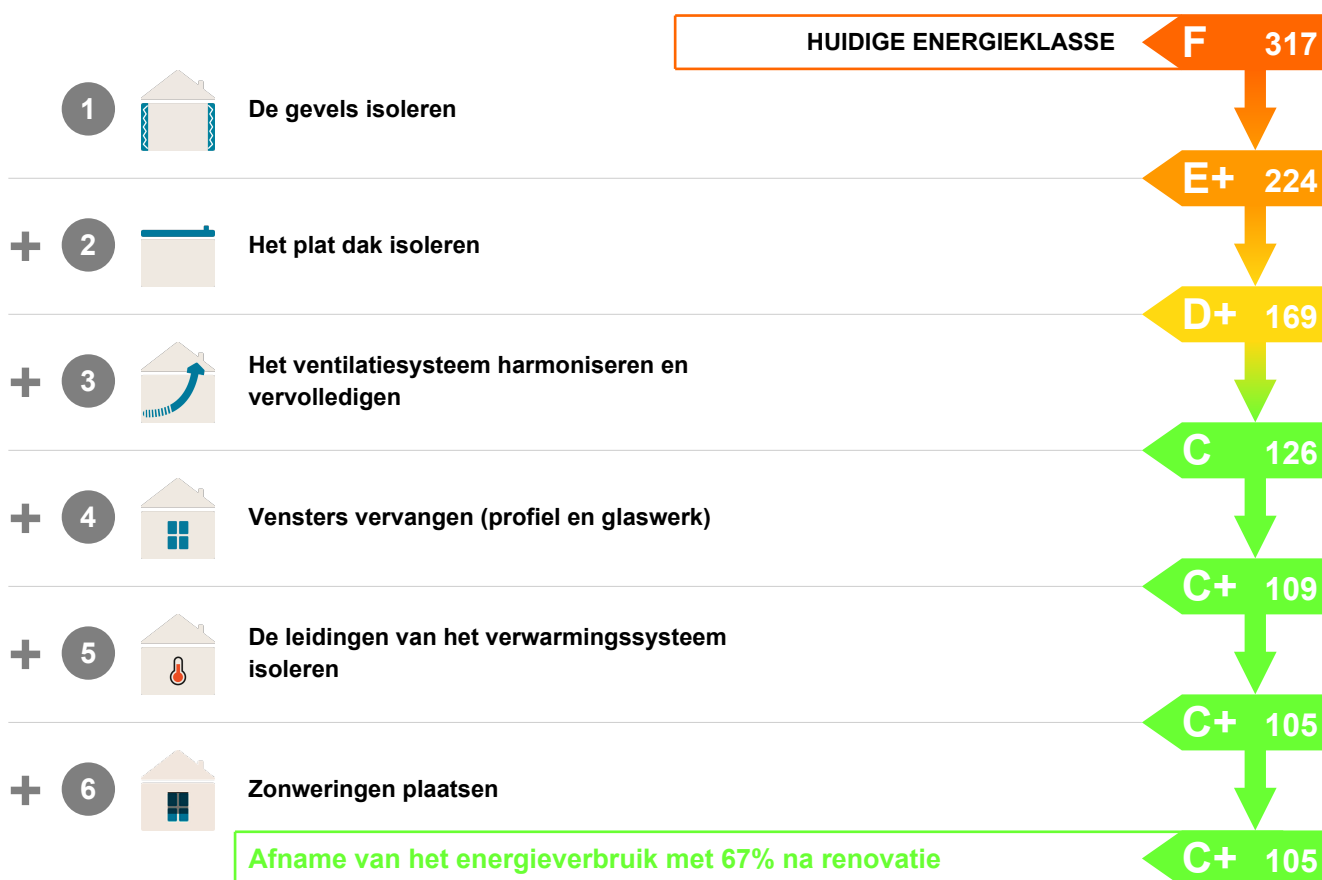 HUIDIGE ENERGIEKLASSE F 317
1 De gevels isoleren
E+ 224
+ 2 Het plat dak isoleren
D+ 169
+ 3 Het ventilatiesysteem harmoniseren en
vervolledigen
C 126
+ 4 Vensters vervangen (profiel en glaswerk)
C+ 109
+ 5 De leidingen van het verwarmingssysteem
isoleren
C+ 105
+ 6 Zonweringen plaatsen
Afname van het energieverbruik met 67% na renovatie C+ 105